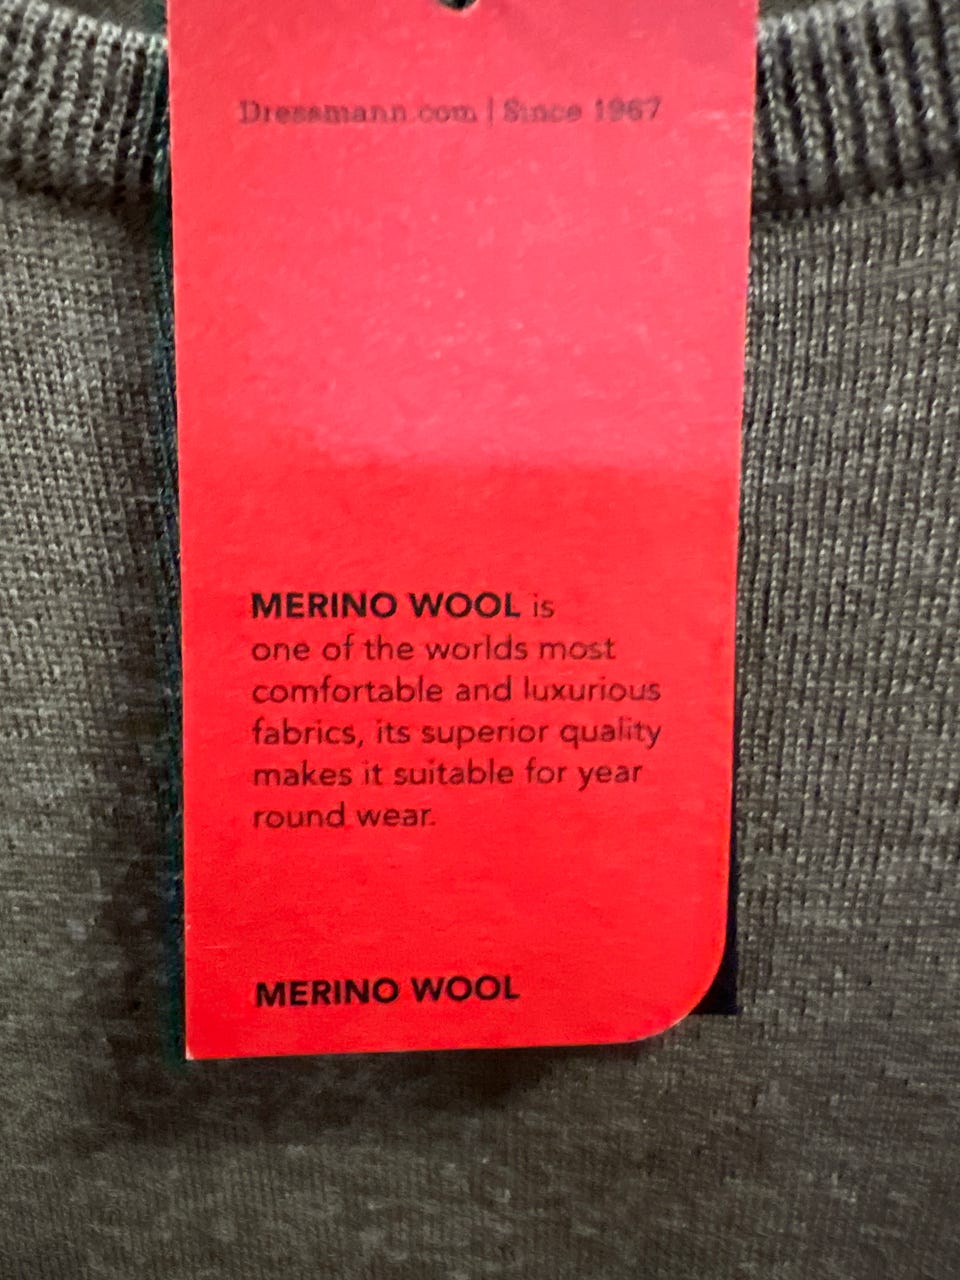 Dressmann.com | Since 1967
MERINO WOOL is
one of the worlds most
comfortable and luxurious
fabrics, its superior quality
makes it suitable for year
round wear.
MERINO WOOL